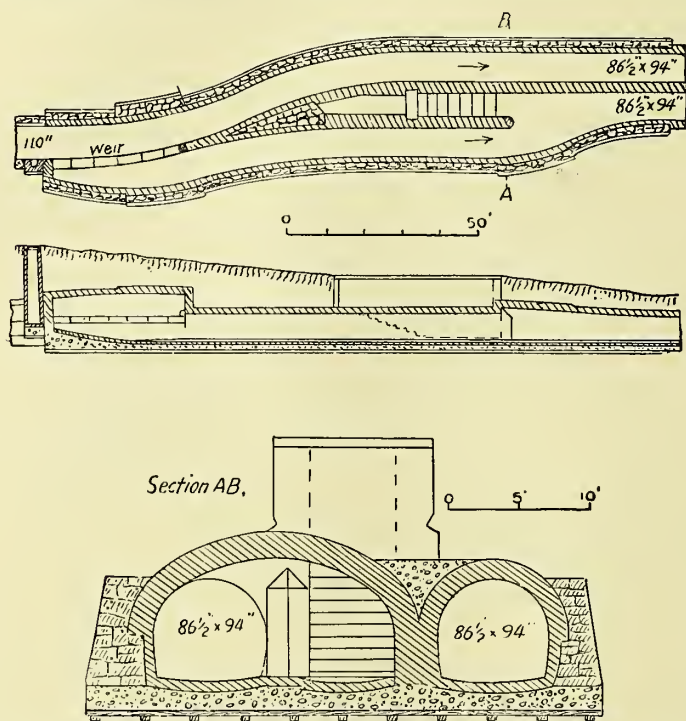 B
86½" x 94"
86½" x 94"
110"
Weir
A
0 50'
Section AB.
0 5' 10'
86½" x 94"
86½" x 94"